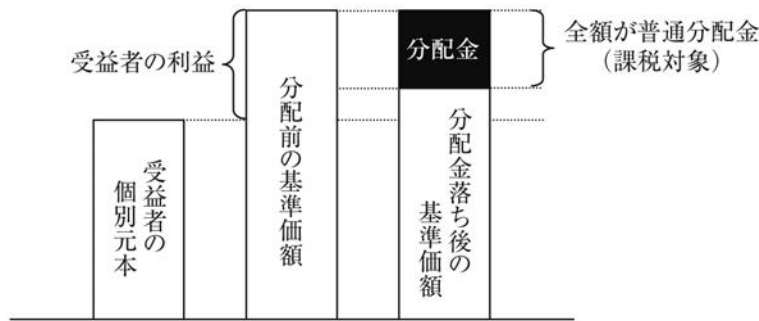 受益者の利益
受益者の
個別元本
分配前の基準価額
分配金
分配金落ち後の
基準価額
全額が普通分配金
（課税対象）